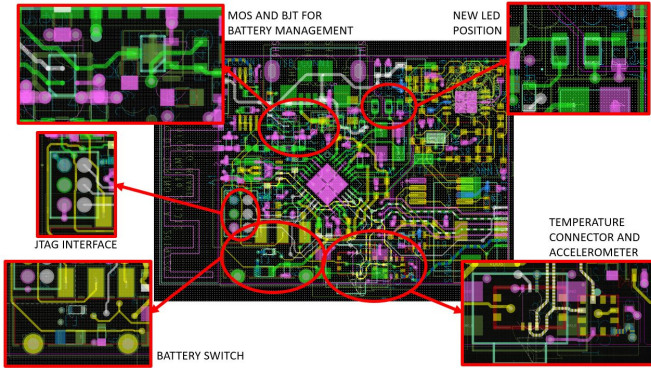 MOS AND BJT FOR
BATTERY MANAGEMENT
NEW LED
POSITION
JTAG INTERFACE
TEMPERATURE
CONNECTOR AND
ACCELEROMETER
BATTERY SWITCH